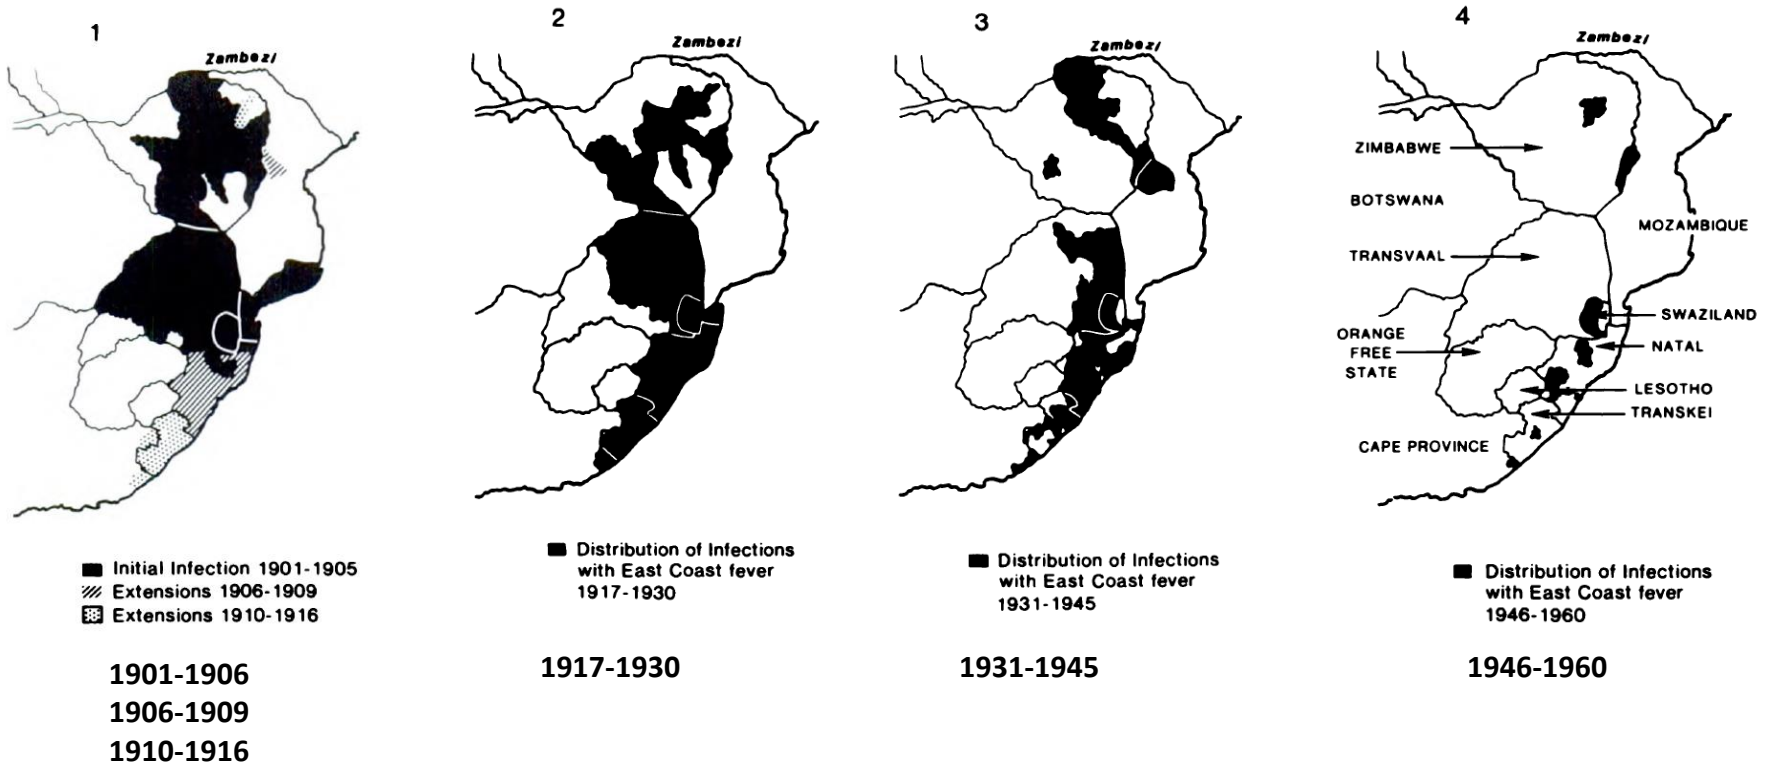 1
Zambezi
Initial Infection 1901-1905
Extensions 1906-1909
Extensions 1910-1916
1901-1906
1906-1909
1910-1916
2
Zambezi
Distribution of Infections
with East Coast fever
1917-1930
1917-1930
3
Zambezi
Distribution of Infections
with East Coast fever
1931-1945
1931-1945
4
Zambezi
ZIMBABWE
BOTSWANA
MOZAMBIQUE
TRANSVAAL
SWAZILAND
ORANGE
FREE
STATE
NATAL
LESOTHO
TRANSKEI
CAPE PROVINCE
Distribution of Infections
with East Coast fever
1946-1960
1946-1960